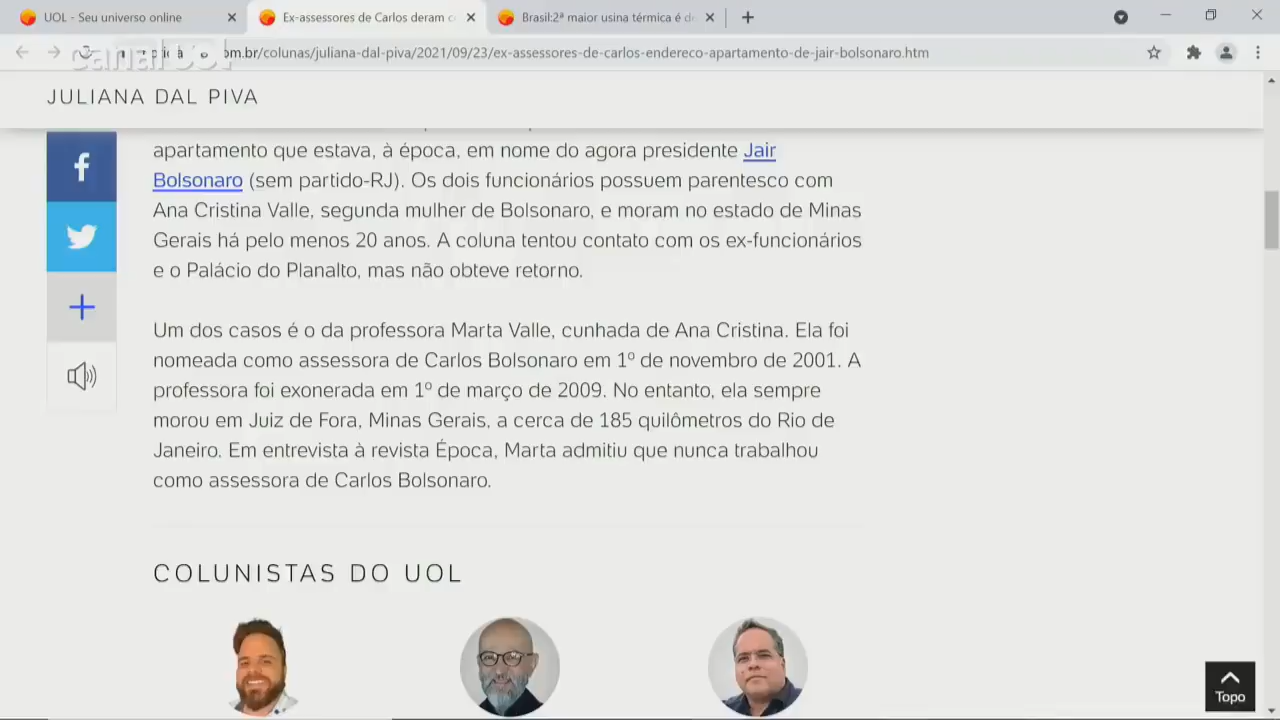 UOL - Seu universo online
Ex-assessores de Carlos deram c
Brasil:2ª maior usina térmica é d
canal UOL
om.br/colunas/juliana-dal-piva/2021/09/23/ex-assessores-de-carlos-endereco-apartamento-de-jair-bolsonaro.htm
JULIANA DAL PIVA
apartamento que estava, à época, em nome do agora presidente Jair
Bolsonaro (sem partido-RJ). Os dois funcionários possuem parentesco com
Ana Cristina Valle, segunda mulher de Bolsonaro, e moram no estado de Minas
Gerais há pelo menos 20 anos. A coluna tentou contato com os ex-funcionários
e o Palácio do Planalto, mas não obteve retorno.
Um dos casos é o da professora Marta Valle, cunhada de Ana Cristina. Ela foi
nomeada como assessora de Carlos Bolsonaro em 1º de novembro de 2001. A
professora foi exonerada em 1º de março de 2009. No entanto, ela sempre
morou em Juiz de Fora, Minas Gerais, a cerca de 185 quilômetros do Rio de
Janeiro. Em entrevista à revista Época, Marta admitiu que nunca trabalhou
como assessora de Carlos Bolsonaro.
COLUNISTAS DO UOL
Topo